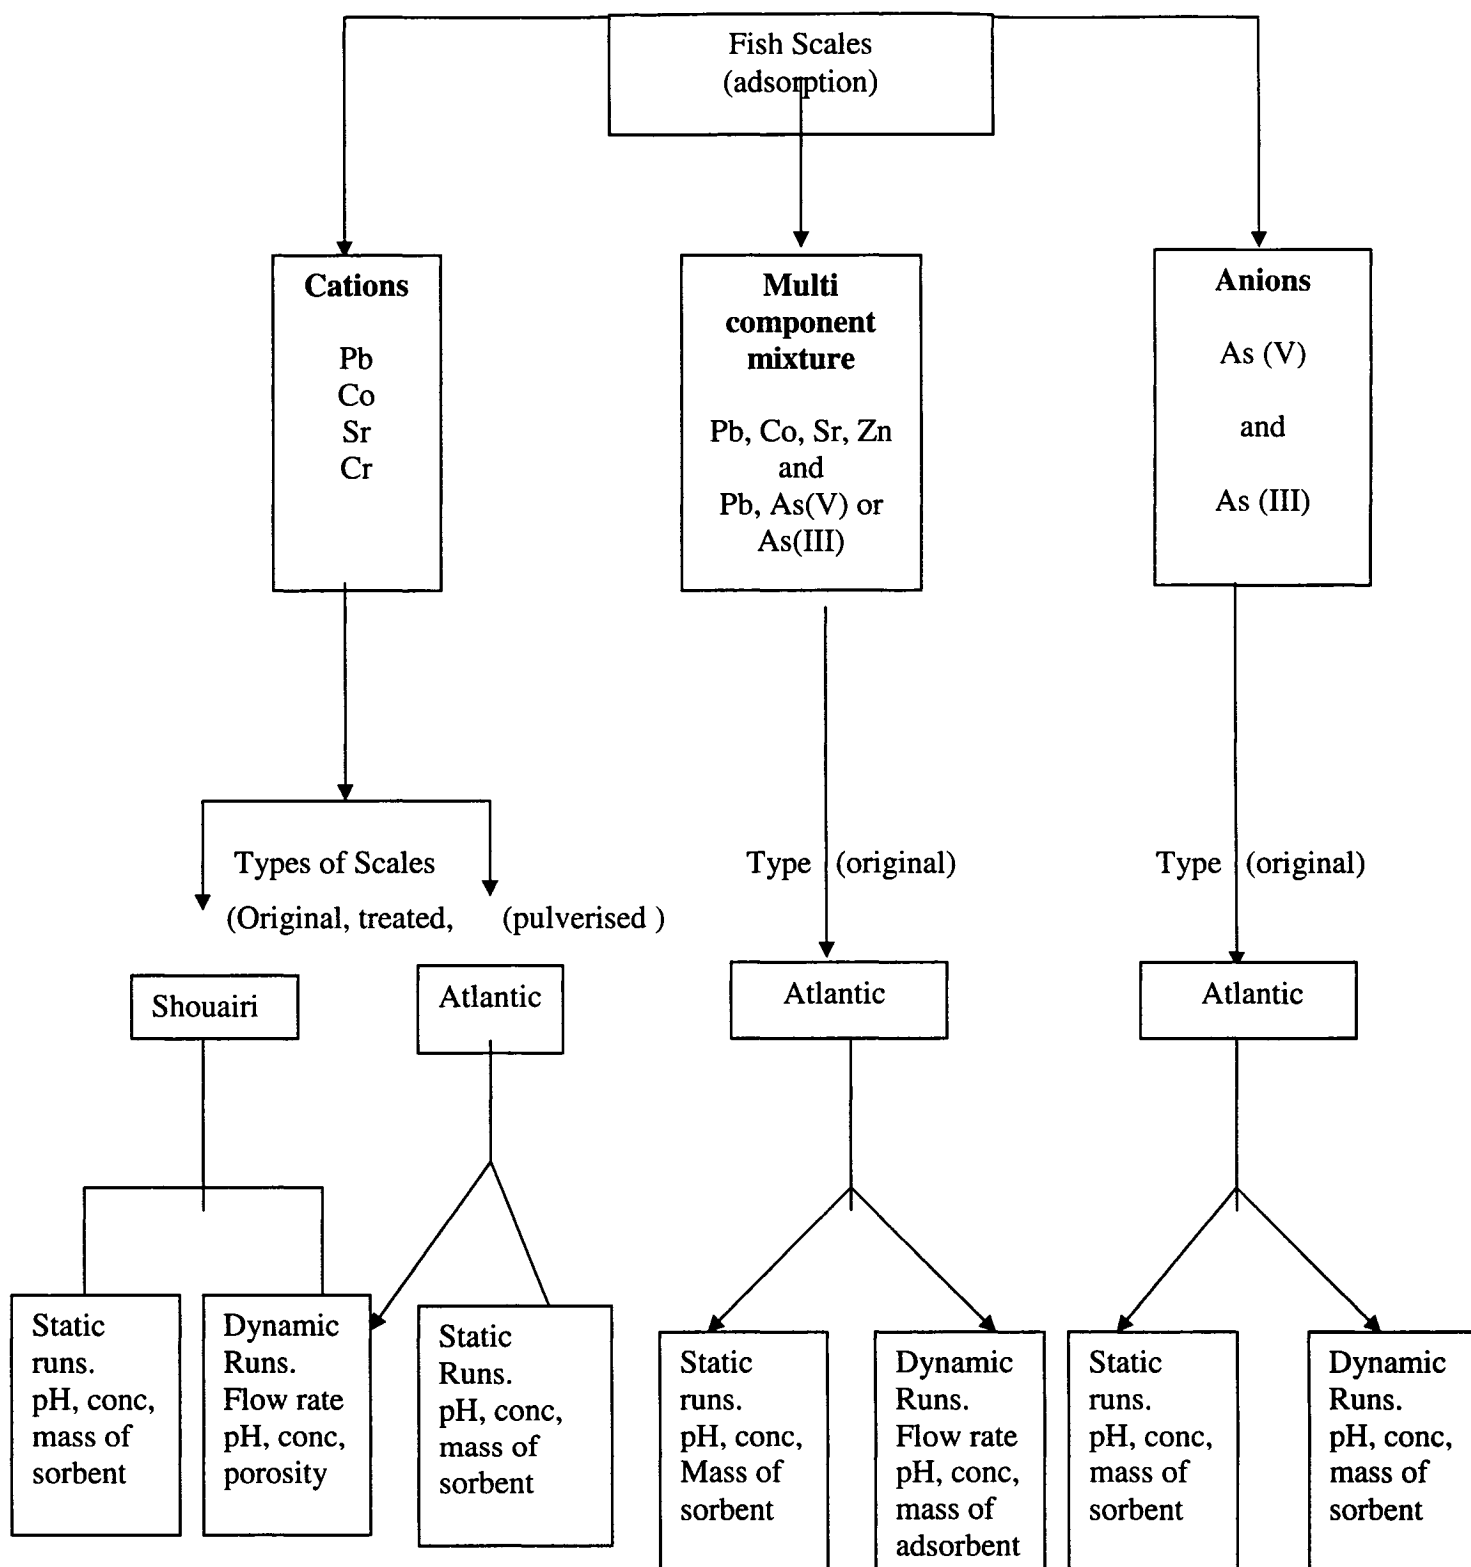 Fish Scales
(adsorption)
Cations
Pb
Co
Sr
Cr
Multi
component
mixture
Pb, Co, Sr, Zn
and
Pb, As(V) or
As(III)
Anions
As (V)
and
As (III)
Types of Scales
(Original, treated, (pulverised )
Type (original)
Type (original)
Shouairi
Atlantic
Atlantic
Atlantic
Static
runs.
pH, conc,
mass of
sorbent
Dynamic
Runs.
Flow rate
pH, conc,
porosity
Static
Runs.
pH, conc,
mass of
sorbent
Static
runs.
pH, conc,
Mass of
sorbent
Dynamic
Runs.
Flow rate
pH, conc,
mass of
adsorbent
Static
runs.
pH, conc,
mass of
sorbent
Dynamic
Runs.
pH, conc,
mass of
sorbent